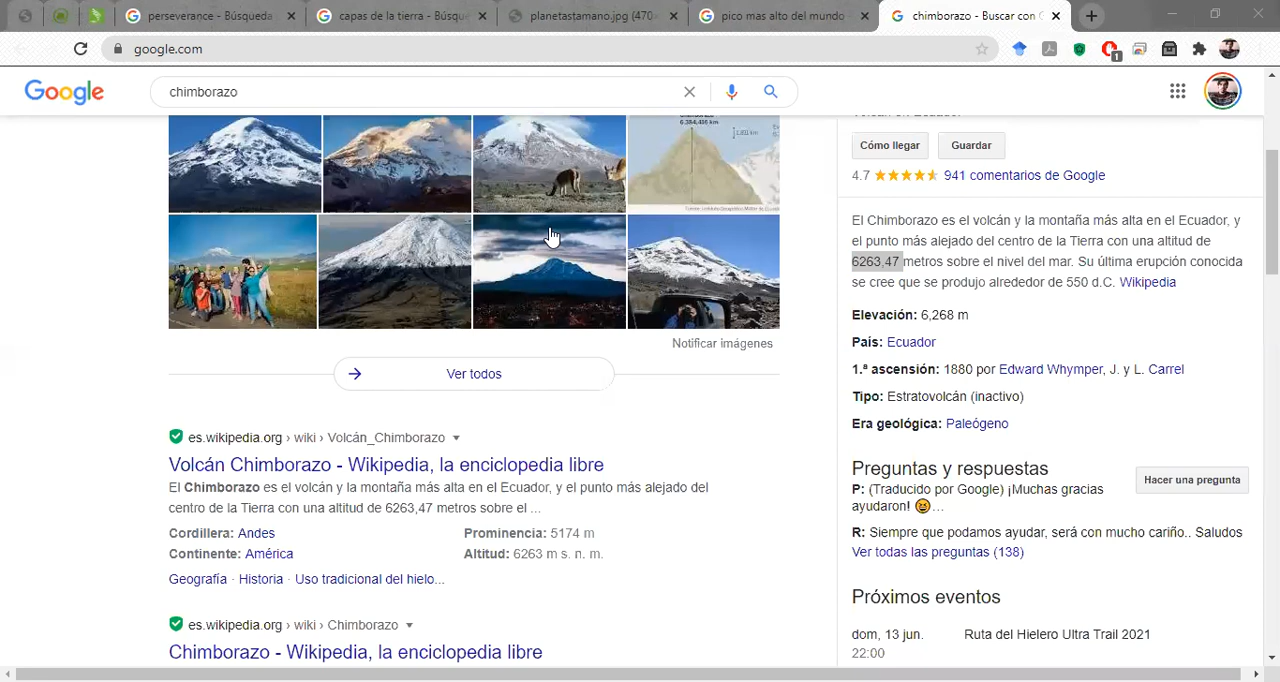 perseverance - Búsqueda
capas de la tierra - Búsque
planetastamano.jpg (470×
pico mas alto del mundo -
chimborazo - Buscar con G
google.com
1
Google
chimborazo
6.384,416 km
Cómo llegar
Guardar
4.7
941 comentarios de Google
El Chimborazo es el volcán y la montaña más alta en el Ecuador, y
el punto más alejado del centro de la Tierra con una altitud de
6263,47 metros sobre el nivel del mar. Su última erupción conocida
se cree que se produjo alrededor de 550 d.C. Wikipedia
Elevación: 6,268 m
País: Ecuador
1.ª ascensión: 1880 por Edward Whymper, J. y L. Carrel
Tipo: Estratovolcán (inactivo)
Era geológica: Paleógeno
Notificar imágenes
Ver todos
es.wikipedia.org › wiki › Volcán_Chimborazo
Volcán Chimborazo - Wikipedia, la enciclopedia libre
El Chimborazo es el volcán y la montaña más alta en el Ecuador, y el punto más alejado del
centro de la Tierra con una altitud de 6263,47 metros sobre el nivel del mar. Su ...
Cordillera: Andes
Prominencia: 5174 m
Continente: América
Altitud: 6263 m s. n. m.
Geografía · Historia · Uso tradicional del hielo...
es.wikipedia.org › wiki › Chimborazo
Chimborazo - Wikipedia, la enciclopedia libre
Preguntas y respuestas
Hacer una pregunta
P: (Traducido por Google) ¡Muchas gracias
ayudaron! 😆...
R: Siempre que podamos ayudar, será con mucho cariño.. Saludos
Ver todas las preguntas (138)
Próximos eventos
dom, 13 jun.
Ruta del Hielero Ultra Trail 2021
22:00